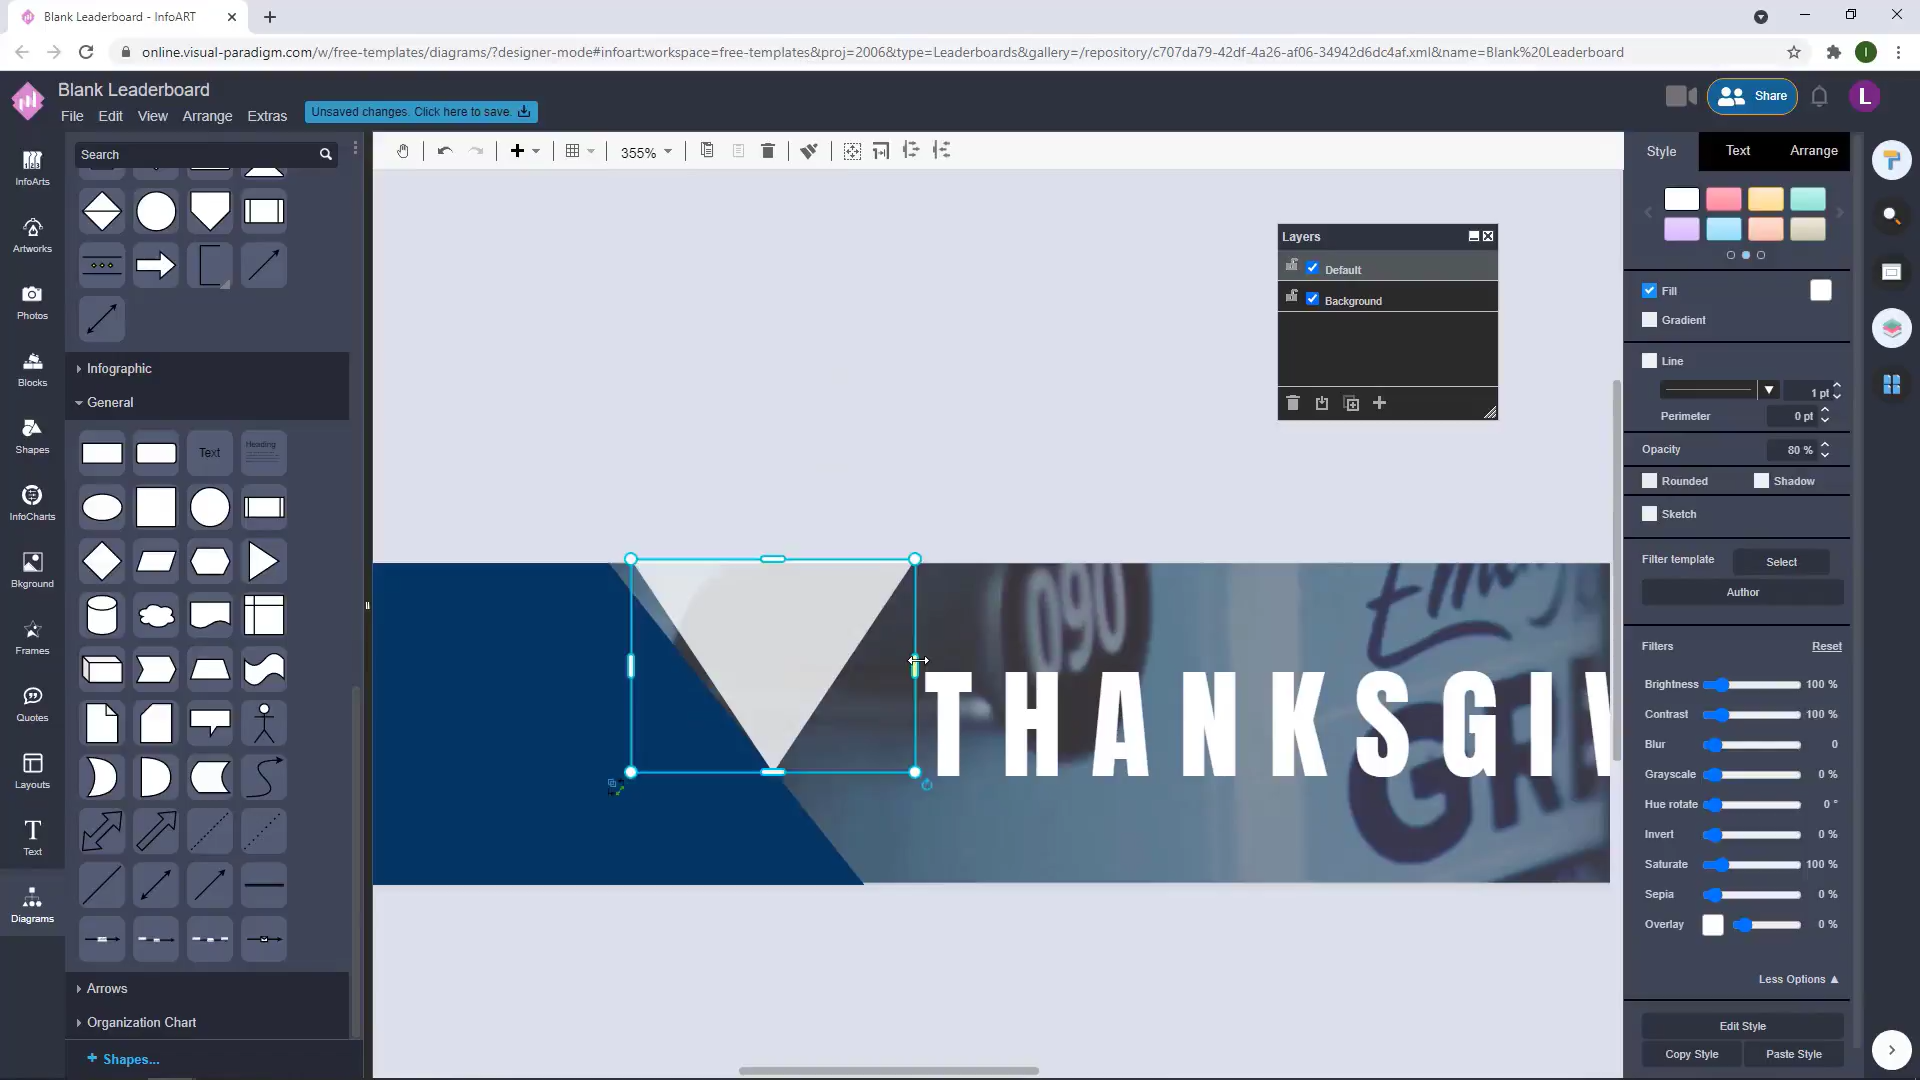 Blank Leaderboard - InfoART
online.visual-paradigm.com/w/free-templates/diagrams/?designer-mode#infoart:workspace=free-templates&proj=2006&type=Leaderboards&gallery=/repository/c707da79-42df-4a26-af06-34942d6dc4af.xml&name=Blank%20Leaderboard
I
Blank Leaderboard
File Edit View Arrange Extras
Unsaved changes. Click here to save.
Share
L
Search
355%
Style Text Arrange
InfoArts
Artworks
Photos
Blocks
Shapes
InfoCharts
Bkground
Frames
Quotes
Layouts
Text
Diagrams
Infographic
General
Text
Heading
Arrows
Organization Chart
+ Shapes...
Layers
Default
Background
090
GR
THANKSGIV
Fill
Gradient
Line
1 pt
Perimeter 0 pt
Opacity 80 %
Rounded Shadow
Sketch
Filter template Select
Author
Filters Reset
Brightness 100 %
Contrast 100 %
Blur 0
Grayscale 0 %
Hue rotate 0 °
Invert 0 %
Saturate 100 %
Sepia 0 %
Overlay 0 %
Less Options
Edit Style
Copy Style Paste Style